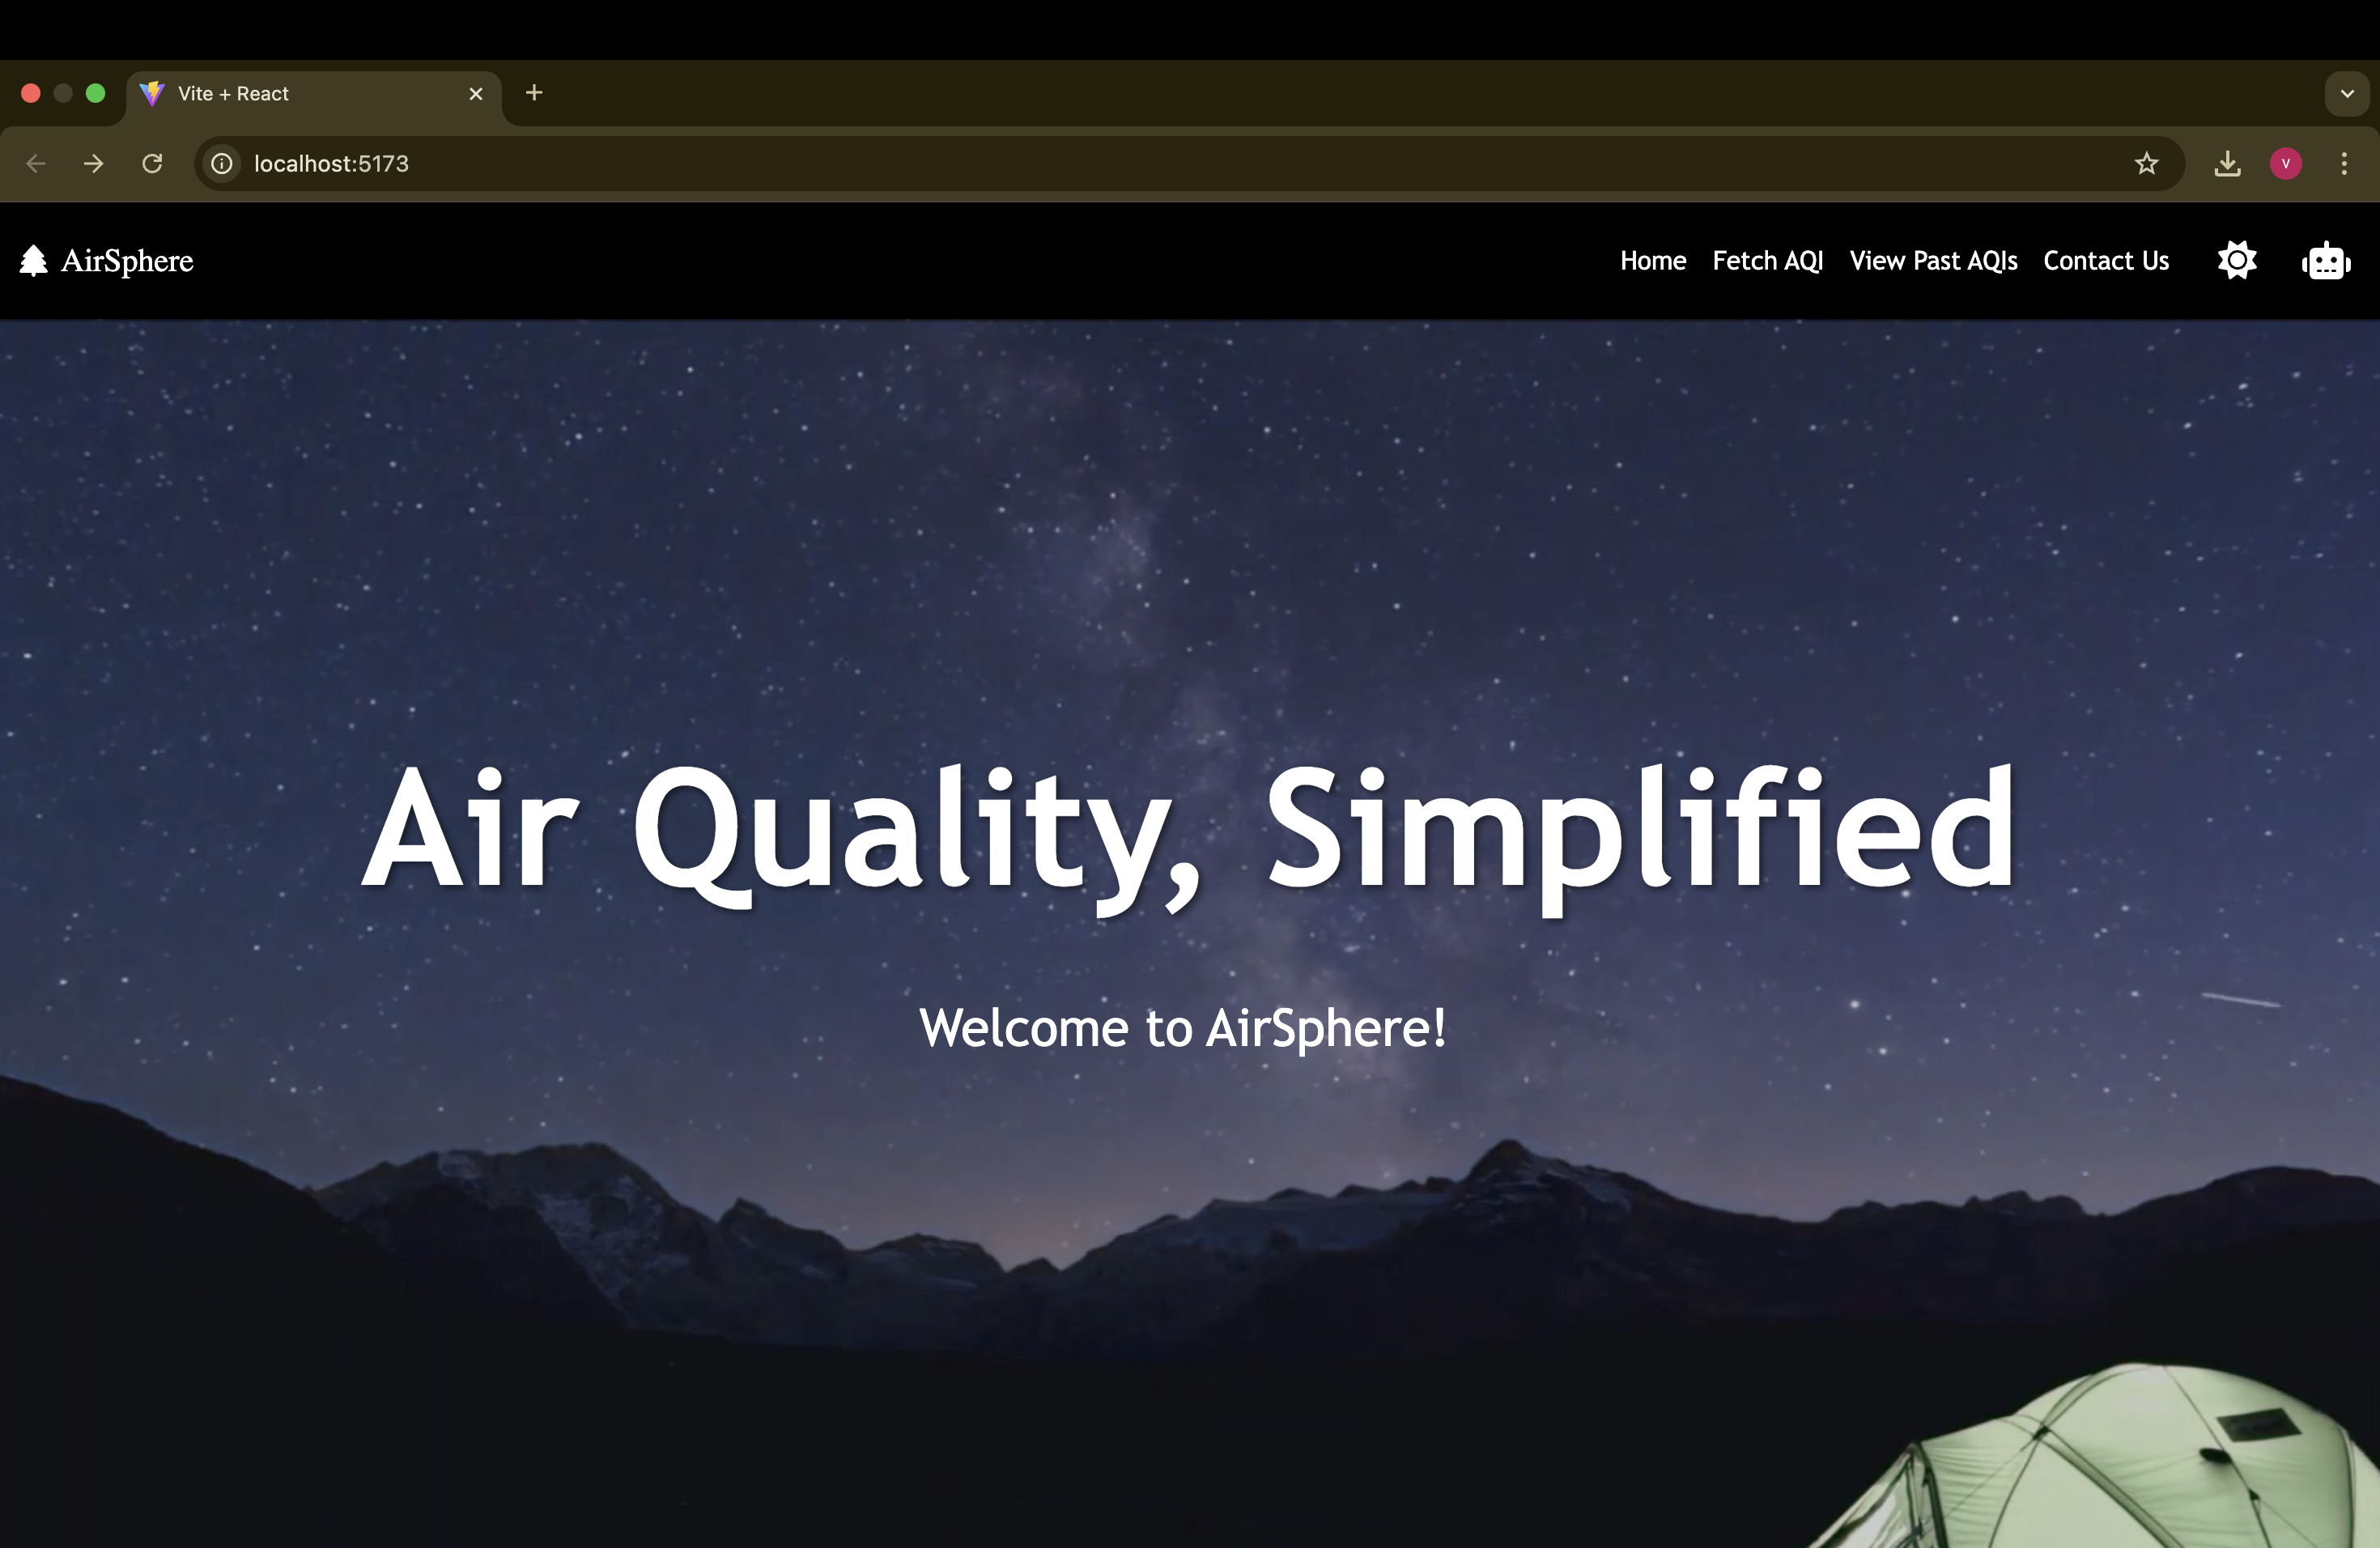 Vite + React
localhost:5173
V
AirSphere
Home Fetch AQI View Past AQIs Contact Us
Air Quality, Simplified
Welcome to AirSphere!